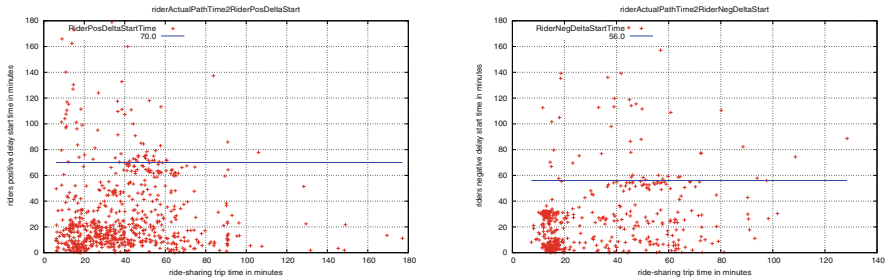 riderActualPathTime2RiderPosDeltaStart
RiderPosDeltaStartTime
70.0
riders positive delay start time in minutes
180
160
140
120
100
80
60
40
20
0
0 20 40 60 80 100 120 140 160 180
ride-sharing trip time in minutes
riderActualPathTime2RiderNegDeltaStart
RiderNegDeltaStartTime
56.0
riders negative delay start time in minutes
180
160
140
120
100
80
60
40
20
0
0 20 40 60 80 100 120 140
ride-sharing trip time in minutes